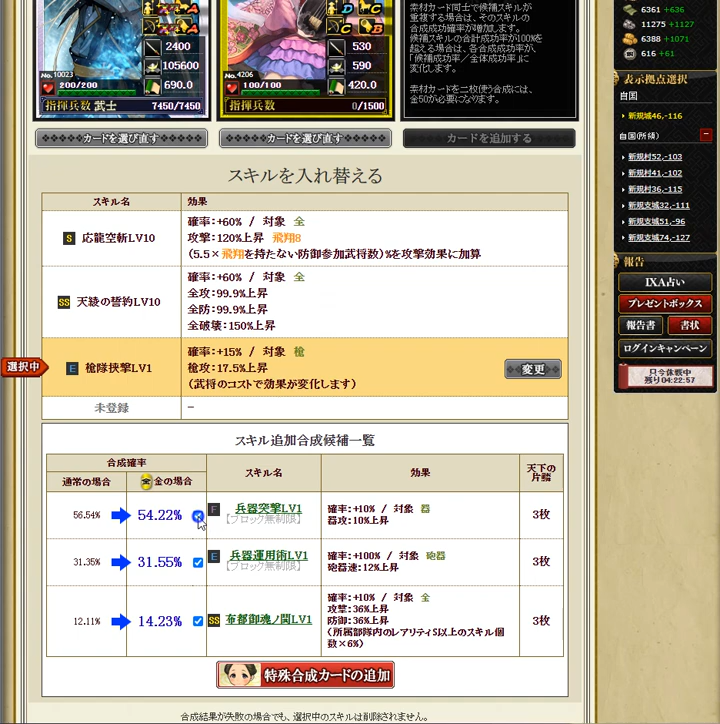 D
C
B
A
A
No.10023
200/200
2400
105600
690.0
指揮兵数 武士 7450/7450
No.4206
100/100
530
590
420.0
指揮兵数 0/1500
素材カード同士で候補スキルが
重複する場合は、そのスキルの
合成成功確率が増加します。
候補スキルの合計成功率が100%を
超える場合は、各合成成功率が、
「候補成功率／全体成功率」に
変化します。
素材カードを二枚使う合成には、
金50が必要になります。
カードを選び直す
カードを選び直す
カードを追加する
スキルを入れ替える
スキル名 効果
S 応龍空斬LV10
確率：+60% / 対象 全
攻撃：120%上昇 飛翔8
（5.5×飛翔を持たない防御参加武将数）%を攻撃効果に加算
SS 天綾の誓約LV10
確率：+60% / 対象 全
全攻：99.9%上昇
全防：99.9%上昇
全破壊：150%上昇
選択中
E 槍隊挟撃LV1
確率：+15% / 対象 槍
槍攻：17.5%上昇
（武将のコストで効果が変化します）
変更
未登録 －
スキル追加合成候補一覧
合成確率
通常の場合 金の場合
スキル名
効果
天下の
片鱗
56.54% 54.22%
F 兵器突撃LV1
【ブロック無制限】
確率：+10% / 対象 器
器攻：10%上昇
3枚
31.35% 31.55%
E 兵器運用術LV1
【ブロック無制限】
確率：+100% / 対象 砲器
砲器速：12%上昇
3枚
12.11% 14.23%
SS 布都御魂ノ閃LV1
確率：+10% / 対象 全
攻撃：36%上昇
防御：36%上昇
（所属部隊内のレアリティS以上のスキル個
数×6%）
3枚
特殊合成カードの追加
合成結果が失敗の場合でも、選択中のスキルは削除されません。
6361 +636
11275 +1127
6388 +1071
616 +61
表示拠点選択
自国
新規城46,-116
自国(所領)
新規村52,-103
新規村41,-102
新規村36,-115
新規支城32,-111
新規支城51,-96
新規支城74,-127
報告
IXA占い
プレゼントボックス
報告書 書状
ログインキャンペーン
只今休戦中
残り04:22:57